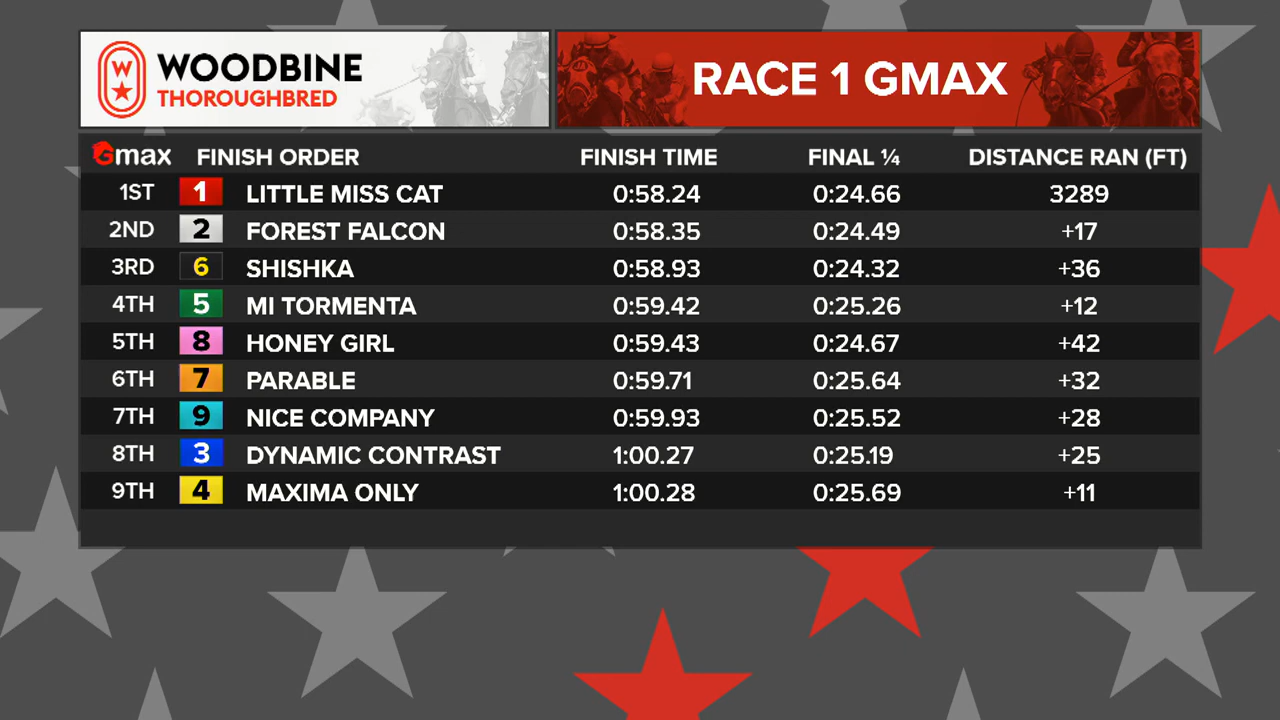 W
WOODBINE
THOROUGHBRED
RACE 1 GMAX
Gmax FINISH ORDER FINISH TIME FINAL ¼ DISTANCE RAN (FT)
1ST 1 LITTLE MISS CAT 0:58.24 0:24.66 3289
2ND 2 FOREST FALCON 0:58.35 0:24.49 +17
3RD 6 SHISHKA 0:58.93 0:24.32 +36
4TH 5 MI TORMENTA 0:59.42 0:25.26 +12
5TH 8 HONEY GIRL 0:59.43 0:24.67 +42
6TH 7 PARABLE 0:59.71 0:25.64 +32
7TH 9 NICE COMPANY 0:59.93 0:25.52 +28
8TH 3 DYNAMIC CONTRAST 1:00.27 0:25.19 +25
9TH 4 MAXIMA ONLY 1:00.28 0:25.69 +11